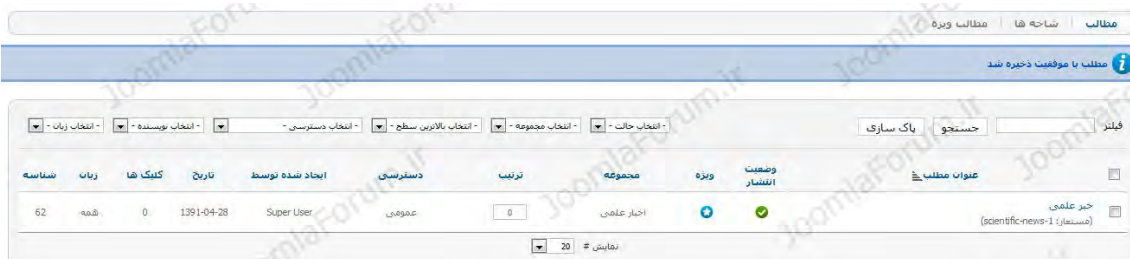 مطالب شاخه ها مطالب ویژه
مطلب با موفقیت ذخیره شد
فیلتر جستجو پاک سازی - انتخاب حالت - - انتخاب مجموعه - - انتخاب بالاترین سطح - - انتخاب دسترسی - - انتخاب نویسنده - - انتخاب زبان -
عنوان مطلب وضعیت انتشار ویژه مجموعه ترتیب دسترسی ایجاد شده توسط تاریخ کلیک ها زبان شناسه
خبر علمی
(مستعار: scientific-news-1) اخبار علمی 0 عمومی Super User 1391-04-28 0 همه 62
نمایش # 20
JoomlaForum.ir